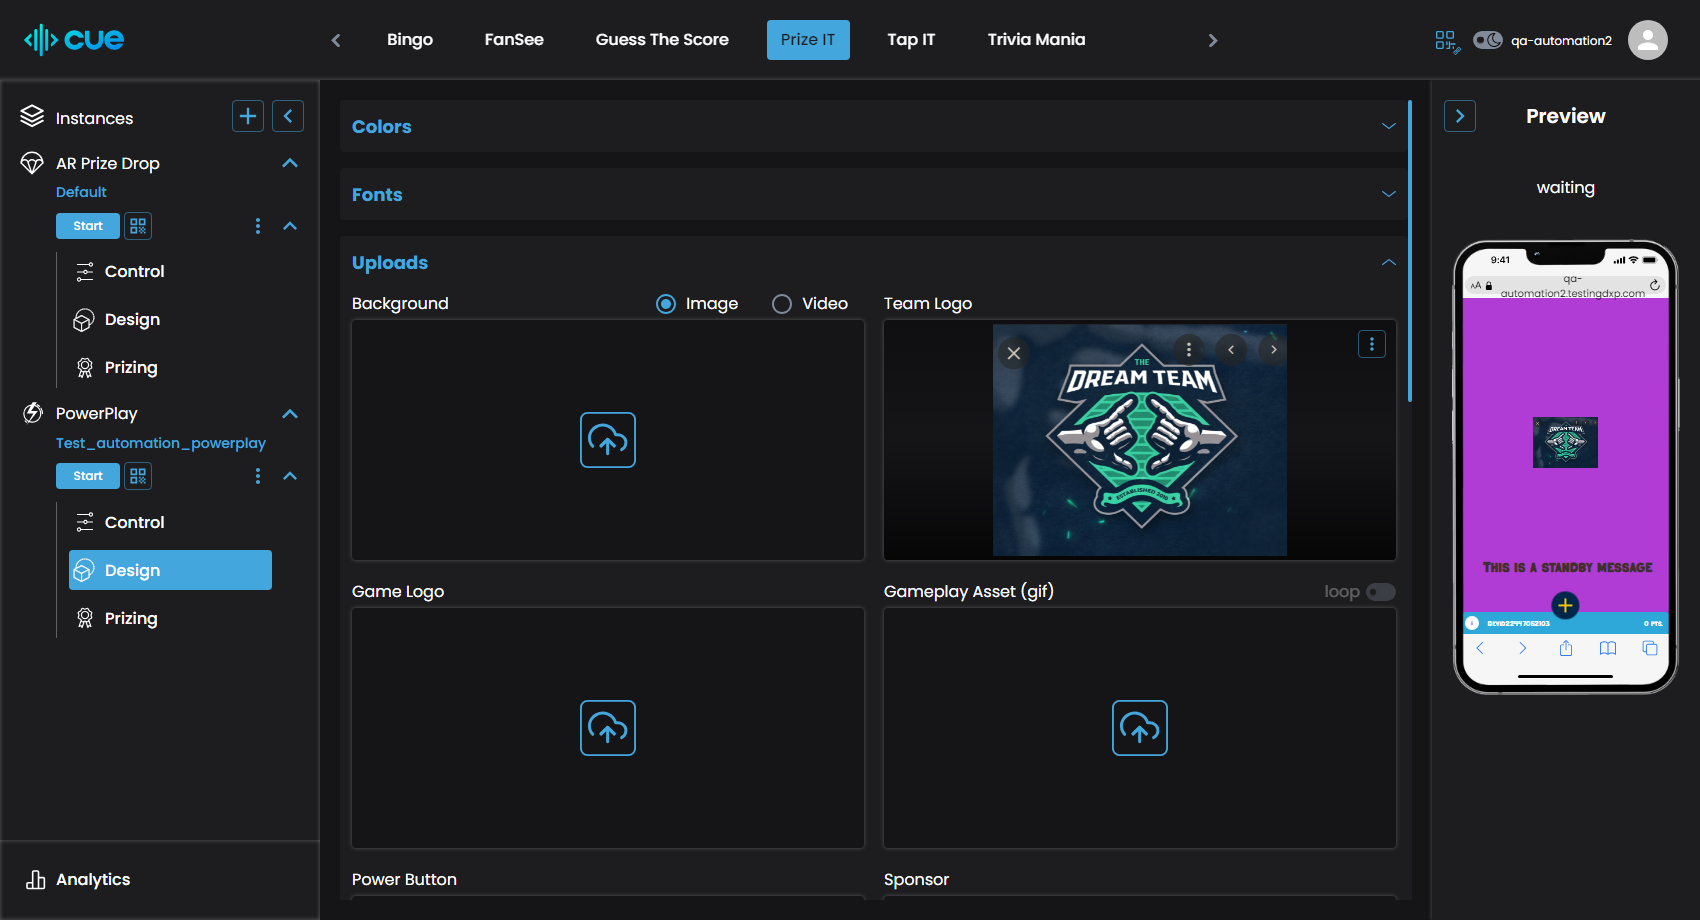 cue
Bingo
FanSee
Guess The Score
Prize IT
Tap IT
Trivia Mania
qa-automation2
Instances
AR Prize Drop
Default
Start
Control
Design
Prizing
PowerPlay
Test_automation_powerplay
Start
Control
Design
Prizing
Analytics
Colors
Fonts
Uploads
Background
Image
Video
Team Logo
THE
DREAM TEAM
ESTABLISHED 2019
Game Logo
Gameplay Asset (gif)
loop
Power Button
Sponsor
Preview
waiting
9:41
AA
qa-
automation2.testingdxp.com
DREAM TEAM
THIS IS A STANDBY MESSAGE
0 PTS.